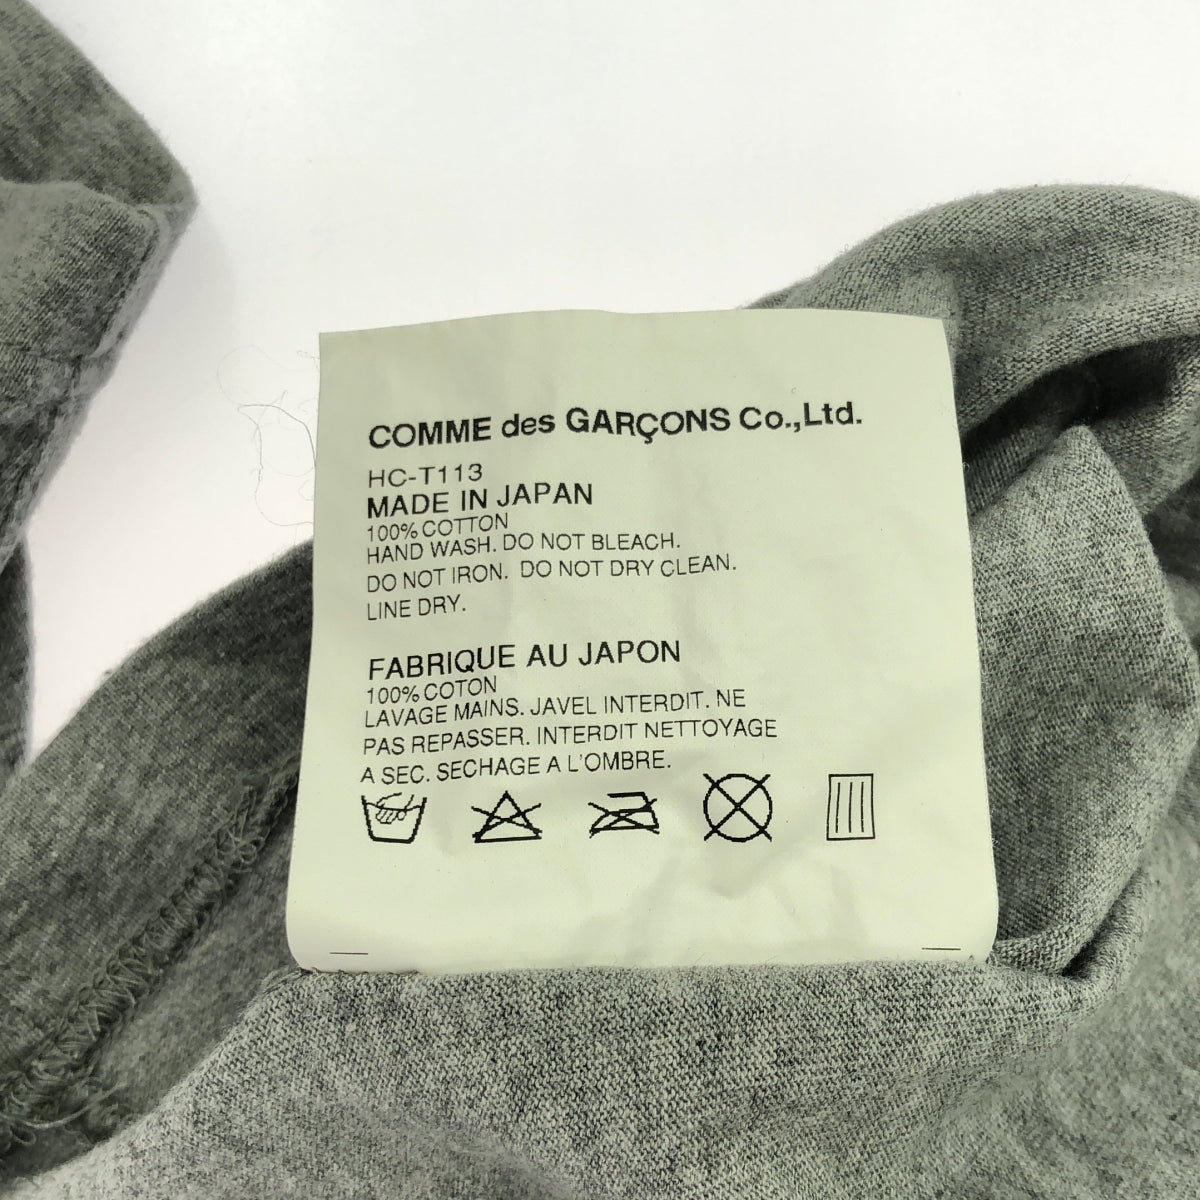 COMME des GARÇONS Co.,Ltd.
HC-T113
MADE IN JAPAN
100% COTTON
HAND WASH. DO NOT BLEACH.
DO NOT IRON. DO NOT DRY CLEAN.
LINE DRY.
FABRIQUE AU JAPON
100% COTON
LAVAGE MAINS. JAVEL INTERDIT. NE
PAS REPASSER. INTERDIT NETTOYAGE
A SEC. SECHAGE A L'OMBRE.